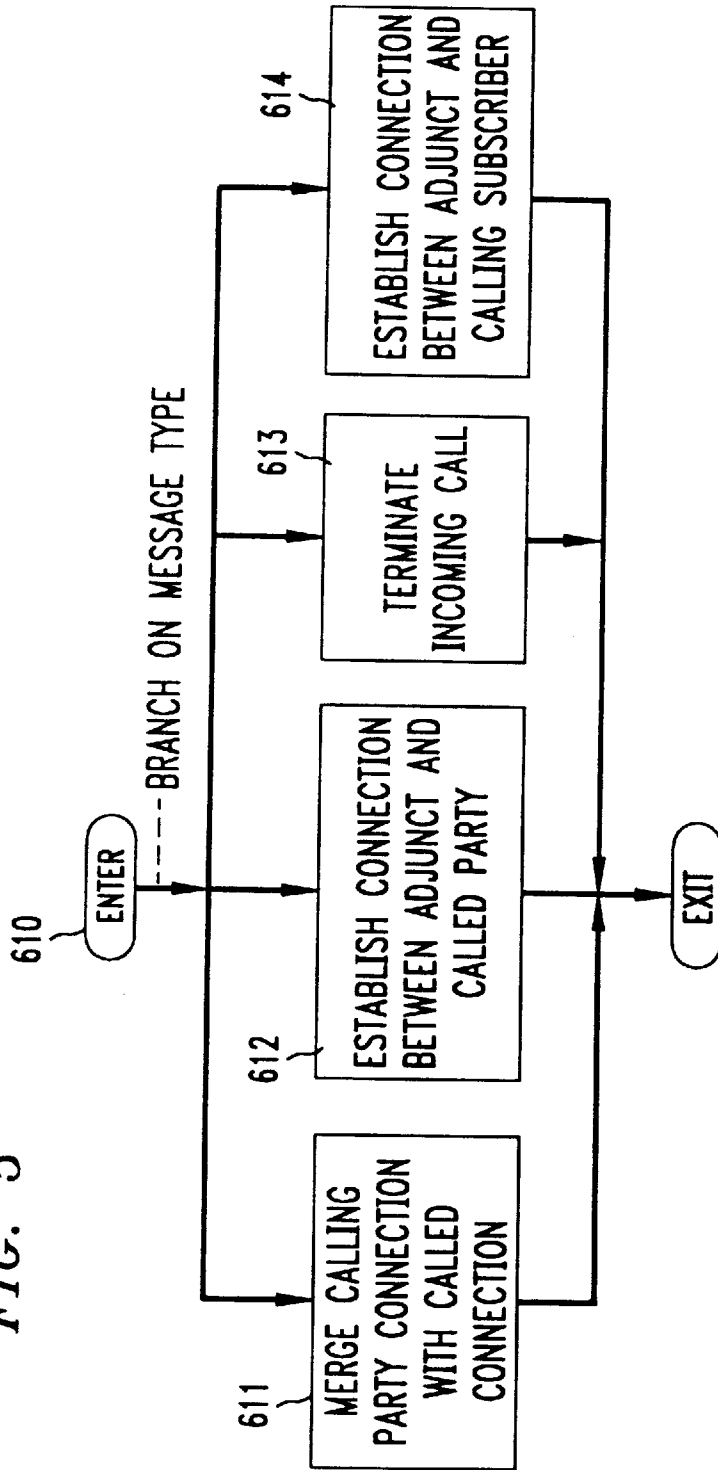 FIG. 5
610
ENTER
BRANCH ON MESSAGE TYPE
611
MERGE CALLING
PARTY CONNECTION
WITH CALLED
CONNECTION
612
ESTABLISH CONNECTION
BETWEEN ADJUNCT AND
CALLED PARTY
613
TERMINATE
INCOMING CALL
614
ESTABLISH CONNECTION
BETWEEN ADJUNCT AND
CALLING SUBSCRIBER
EXIT